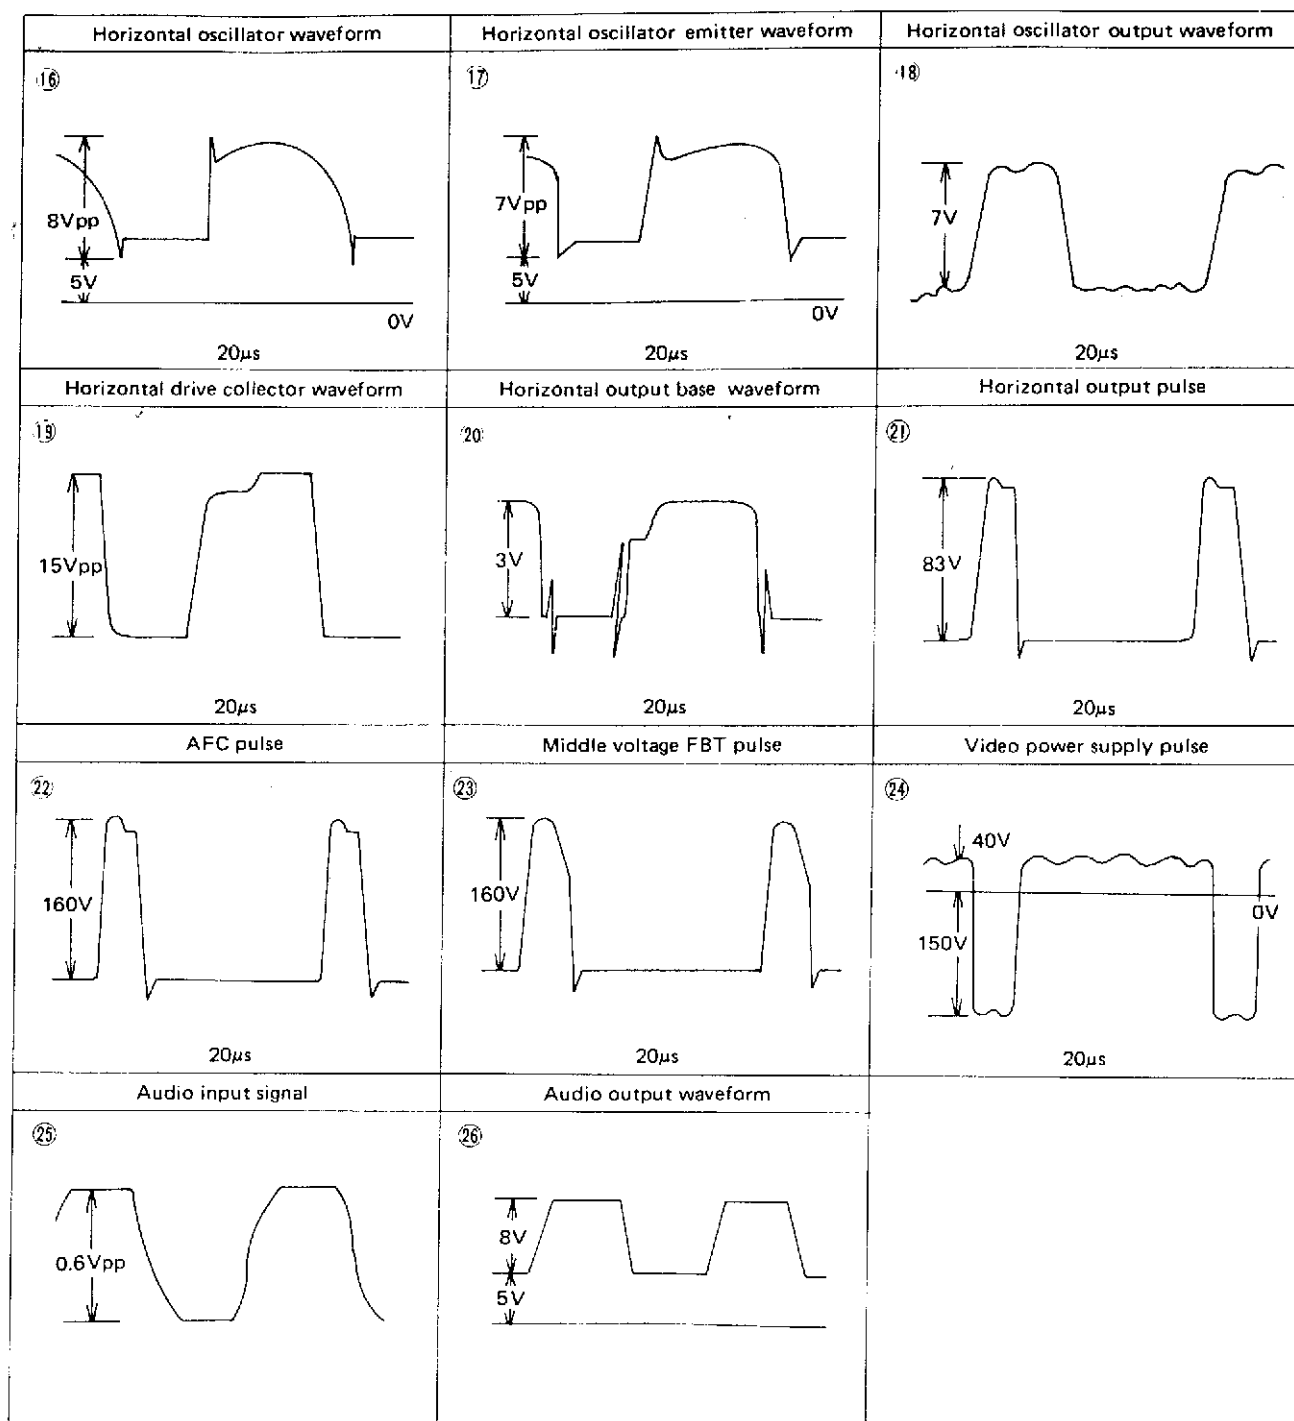 Horizontal oscillator waveform
Horizontal oscillator emitter waveform
Horizontal oscillator output waveform
⑯
8Vpp
5V
0V
20μs
⑰
7Vpp
5V
0V
20μs
⑱
7V
20μs
Horizontal drive collector waveform
Horizontal output base waveform
Horizontal output pulse
⑲
15Vpp
20μs
⑳
3V
20μs
㉑
83V
20μs
AFC pulse
Middle voltage FBT pulse
Video power supply pulse
㉒
160V
20μs
㉓
160V
20μs
㉔
40V
0V
150V
20μs
Audio input signal
Audio output waveform
㉕
0.6Vpp
㉖
8V
5V